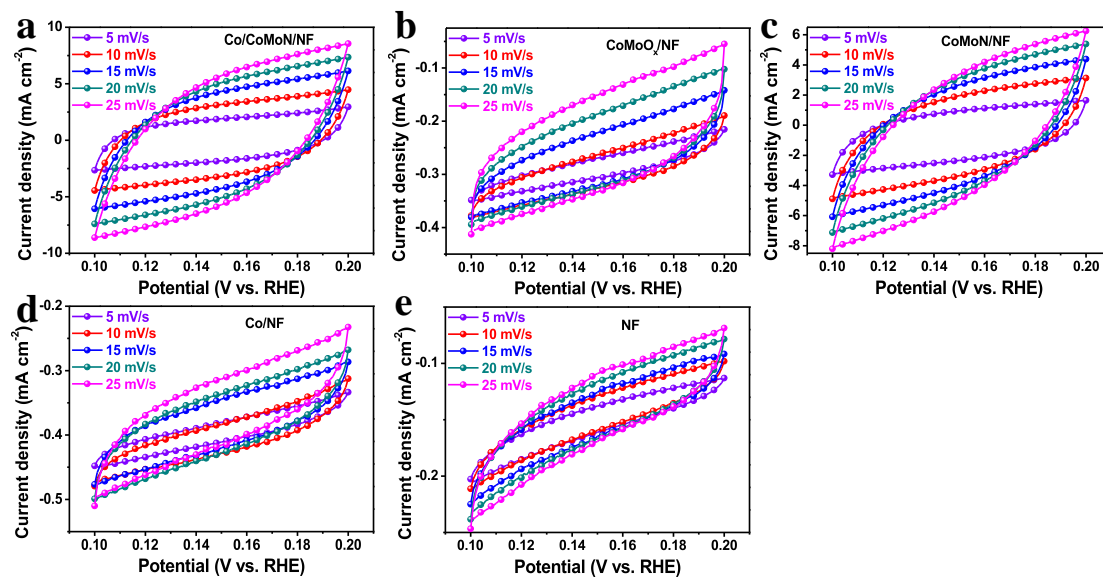 a
Co/CoMoN/NF
5 mV/s
10 mV/s
15 mV/s
20 mV/s
25 mV/s
10
5
0
-5
-10
0.10 0.12 0.14 0.16 0.18 0.20
Potential (V vs. RHE)
Current density (mA cm-2)
b
CoMoOx/NF
5 mV/s
10 mV/s
15 mV/s
20 mV/s
25 mV/s
-0.1
-0.2
-0.3
-0.4
0.10 0.12 0.14 0.16 0.18 0.20
Potential (V vs. RHE)
Current density (mA cm-2)
c
CoMoN/NF
5 mV/s
10 mV/s
15 mV/s
20 mV/s
25 mV/s
6
4
2
0
-2
-4
-6
-8
0.10 0.12 0.14 0.16 0.18 0.20
Potential (V vs. RHE)
Current density (mA cm-2)
d
Co/NF
5 mV/s
10 mV/s
15 mV/s
20 mV/s
25 mV/s
-0.2
-0.3
-0.4
-0.5
0.10 0.12 0.14 0.16 0.18 0.20
Potential (V vs. RHE)
Current density (mA cm-2)
e
NF
5 mV/s
10 mV/s
15 mV/s
20 mV/s
25 mV/s
-0.1
-0.2
0.10 0.12 0.14 0.16 0.18 0.20
Potential (V vs. RHE)
Current density (mA cm-2)